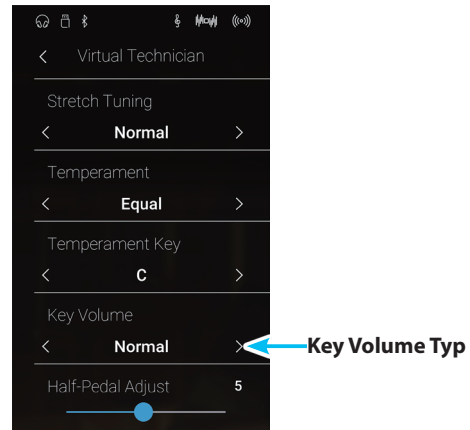 Virtual Technician
Stretch Tuning
Normal
Temperament
Equal
Temperament Key
C
Key Volume
Normal
Key Volume Typ
Half-Pedal Adjust 5